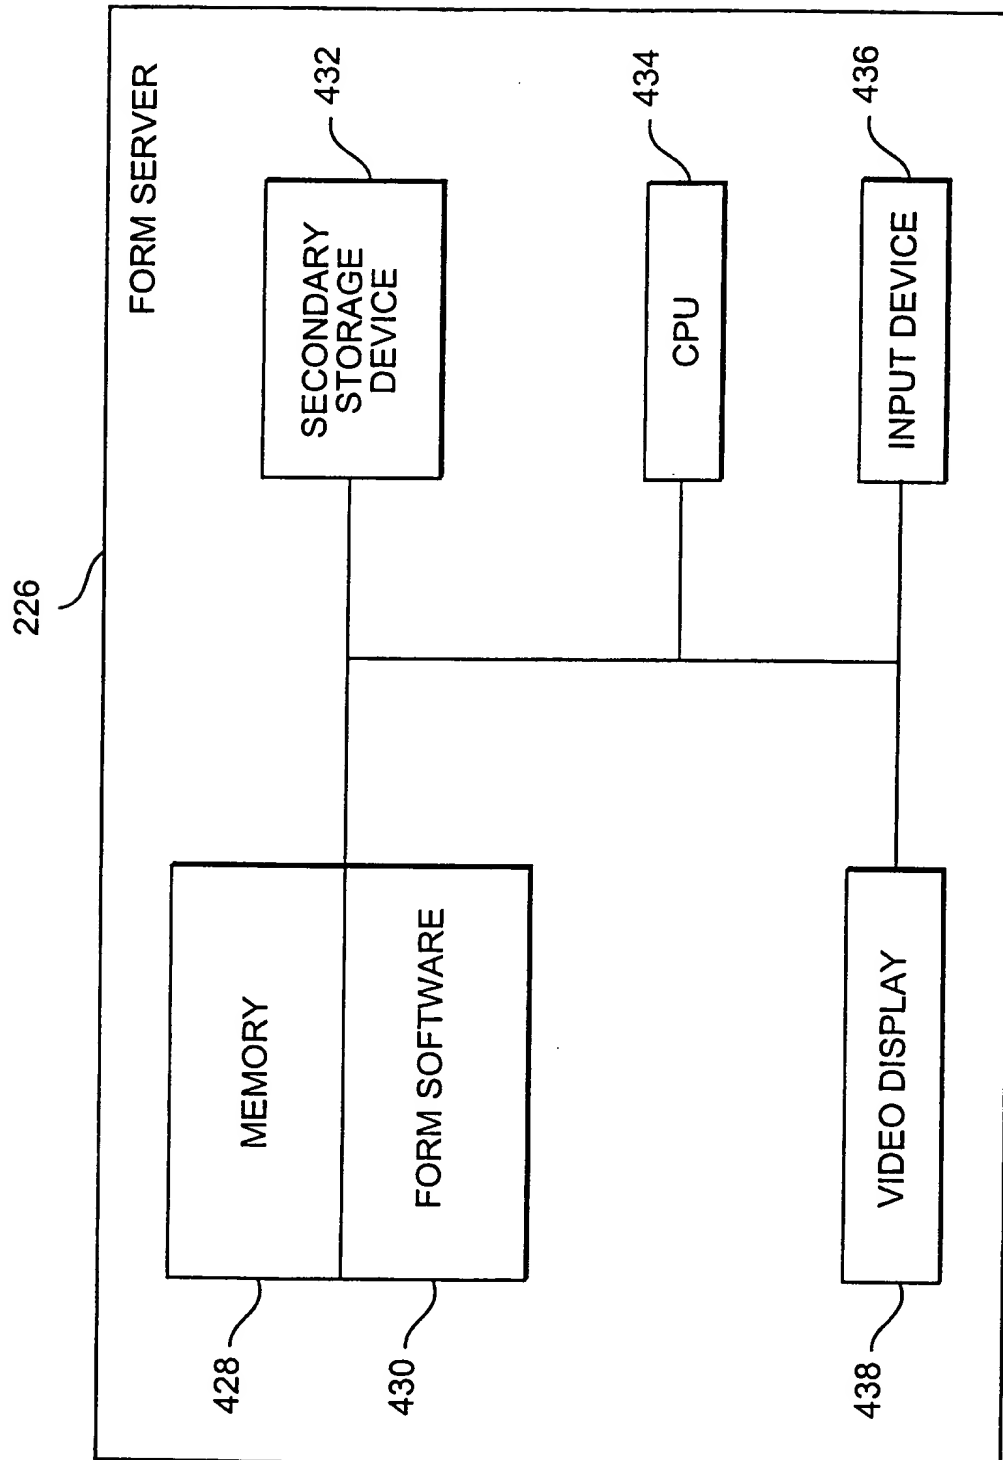 226
FORM SERVER
428
MEMORY
430
FORM SOFTWARE
SECONDARY
STORAGE
DEVICE
432
CPU
434
438
VIDEO DISPLAY
INPUT DEVICE
436